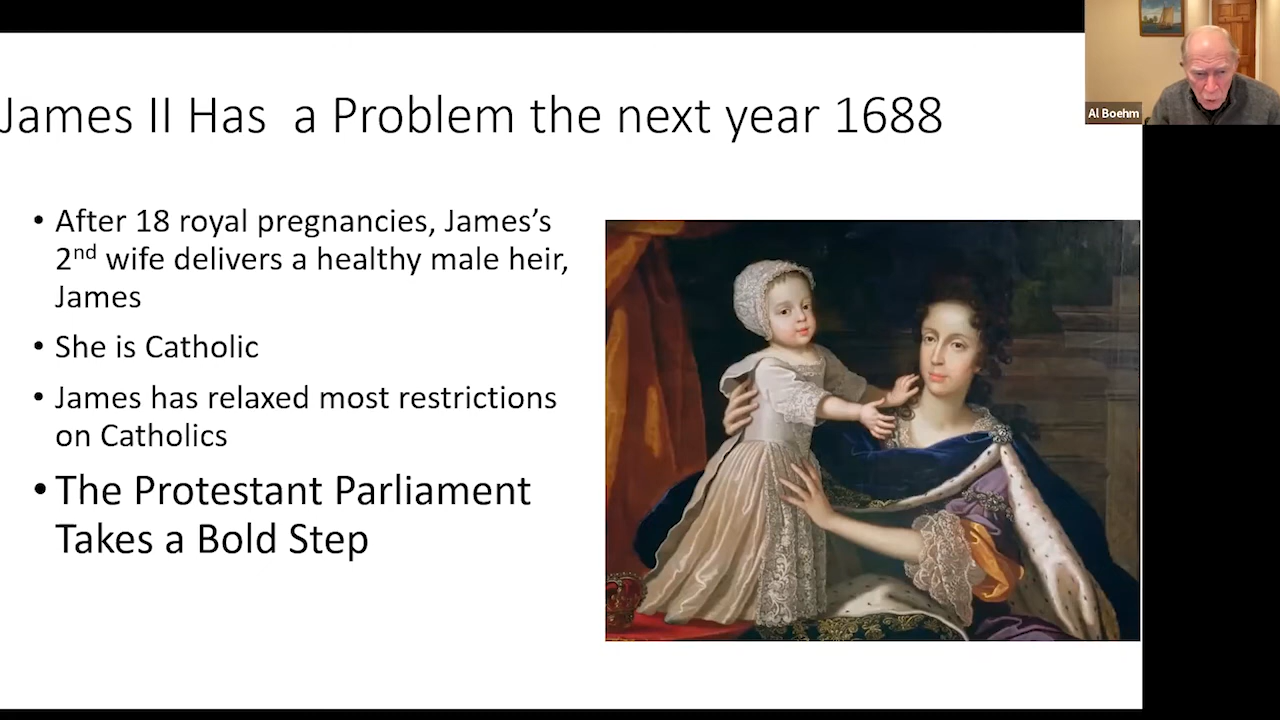 James II Has  a Problem the next year 1688
Al Boehm
• After 18 royal pregnancies, James’s
2nd wife delivers a healthy male heir,
James
• She is Catholic
• James has relaxed most restrictions
on Catholics
• The Protestant Parliament
Takes a Bold Step